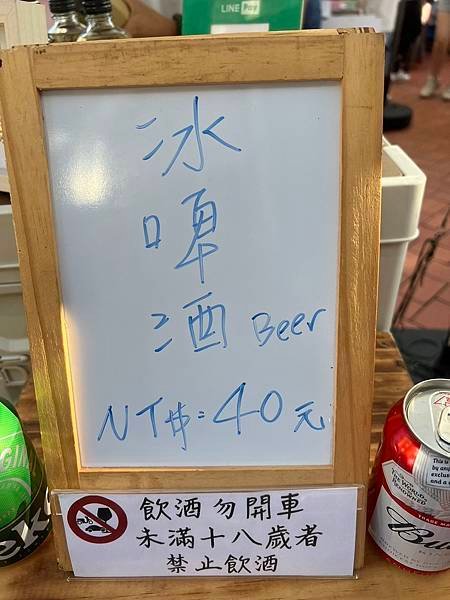 LINE Pay
冰
啤
酒 Beer
NT$:40元
飲酒勿開車
未滿十八歲者
禁止飲酒